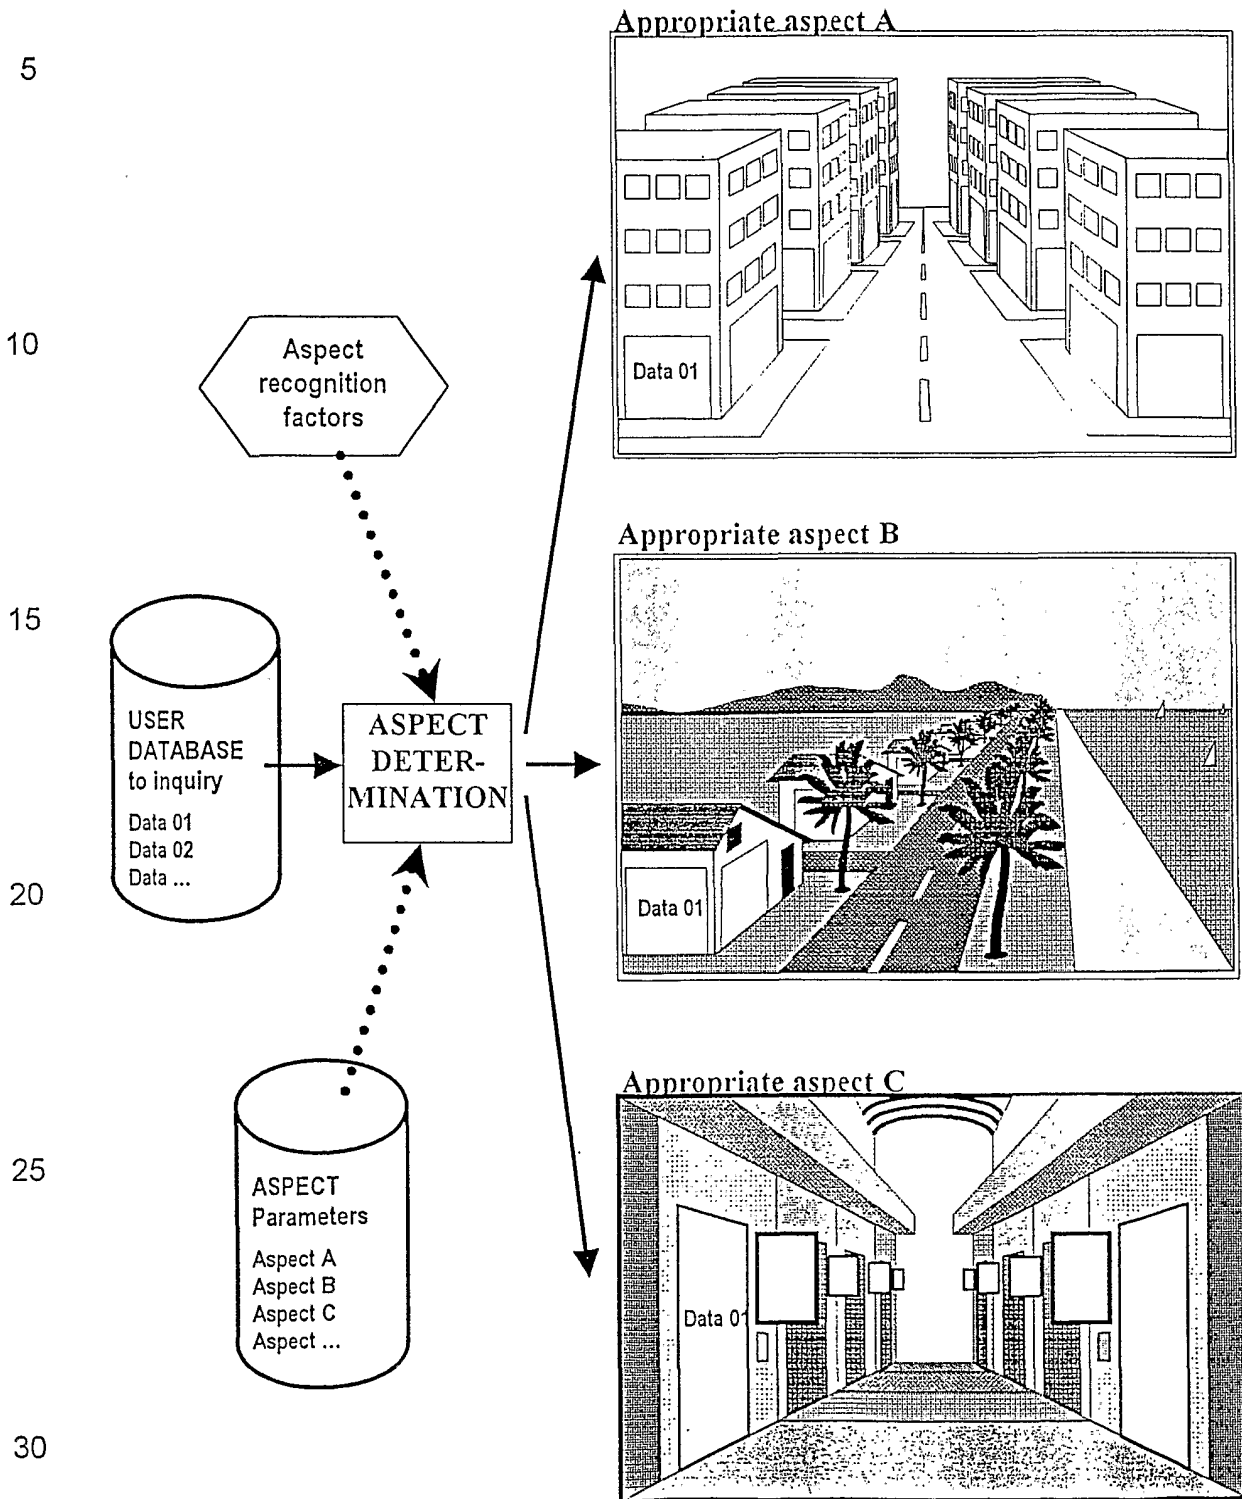 Appropriate aspect A
5
10
Aspect
recognition
factors
Data 01
Appropriate aspect B
15
USER
DATABASE
to inquiry
Data 01
Data 02
Data ...
ASPECT
DETER-
MINATION
20
Data 01
Appropriate aspect C
25
ASPECT
Parameters
Aspect A
Aspect B
Aspect C
Aspect ...
Data 01
30